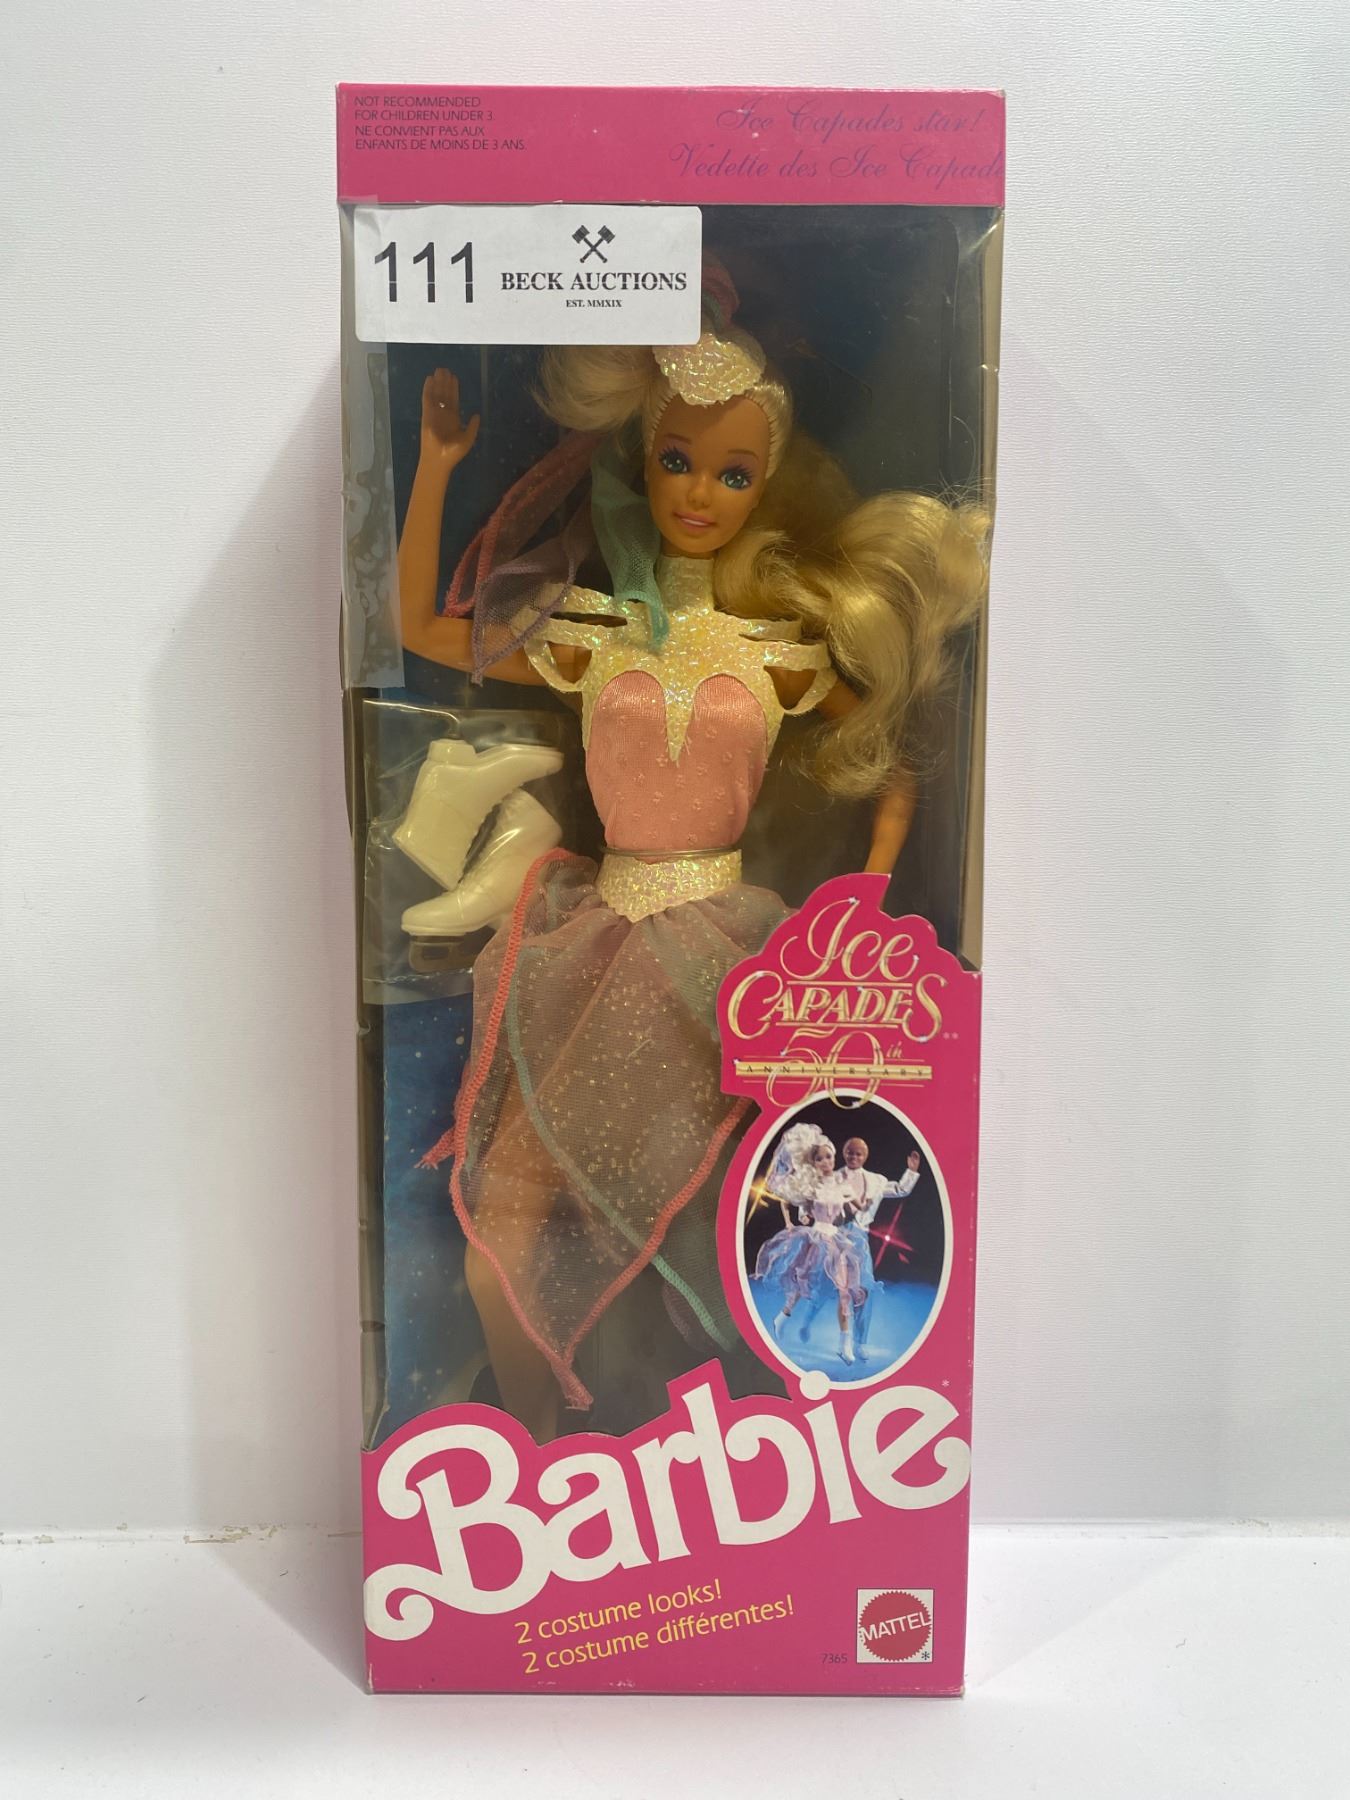 NOT RECOMMENDED
FOR CHILDREN UNDER 3.
NE CONVIENT PAS AUX
ENFANTS DE MOINS DE 3 ANS.
Ice Capades star!
Vedette des Ice Capade
111
BECK AUCTIONS
EST. MMXIX
Ice
CAPADES**
50th
ANNIVERSARY
Barbie*
2 costume looks!
2 costume différentes!
7365
MATTEL*